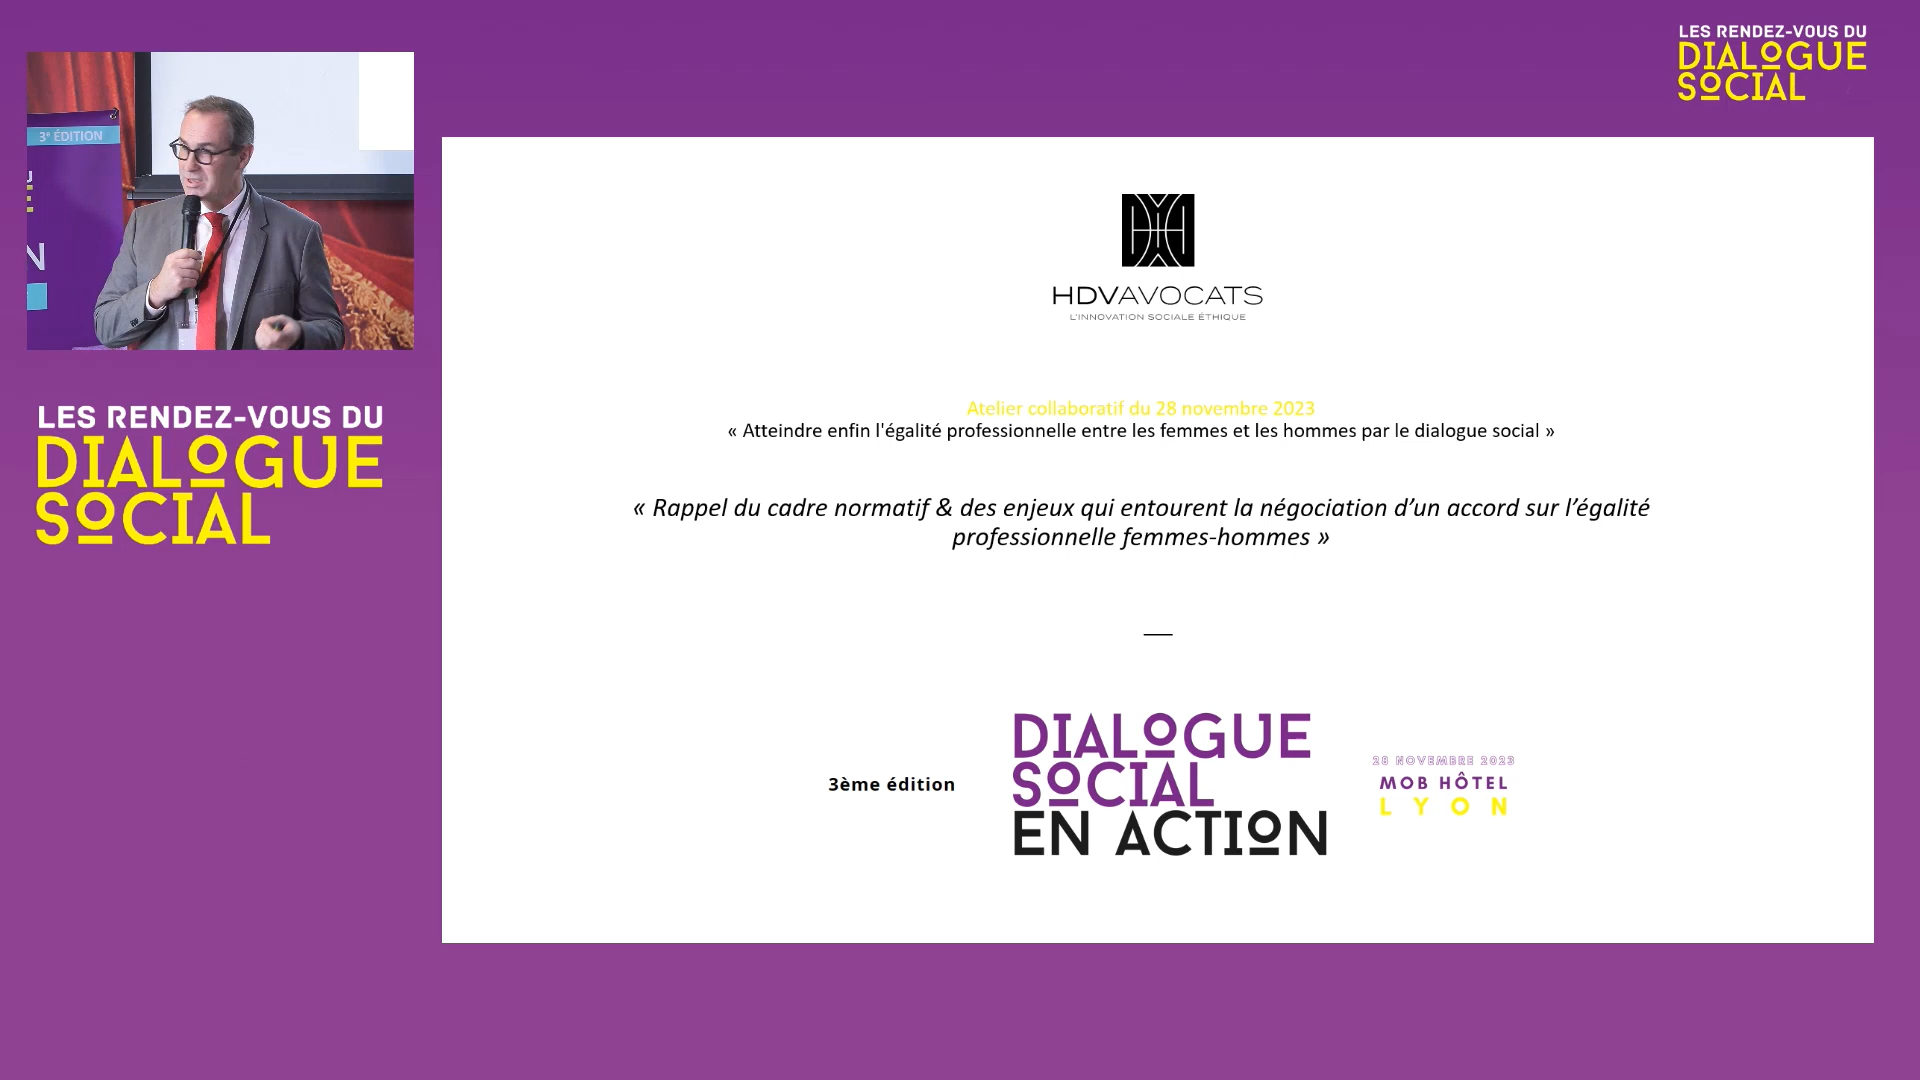 LES RENDEZ-VOUS DU
DIALOGUE
SOCIAL
3e ÉDITION
N
LES RENDEZ-VOUS DU
DIALOGUE
SOCIAL
HDVAVOCATS
L'INNOVATION SOCIALE ÉTHIQUE
Atelier collaboratif du 28 novembre 2023
« Atteindre enfin l'égalité professionnelle entre les femmes et les hommes par le dialogue social »
« Rappel du cadre normatif & des enjeux qui entourent la négociation d’un accord sur l’égalité
professionnelle femmes-hommes »
3ème édition
DIALOGUE
SOCIAL
EN ACTION
28 NOVEMBRE 2023
MOB HÔTEL
LYON